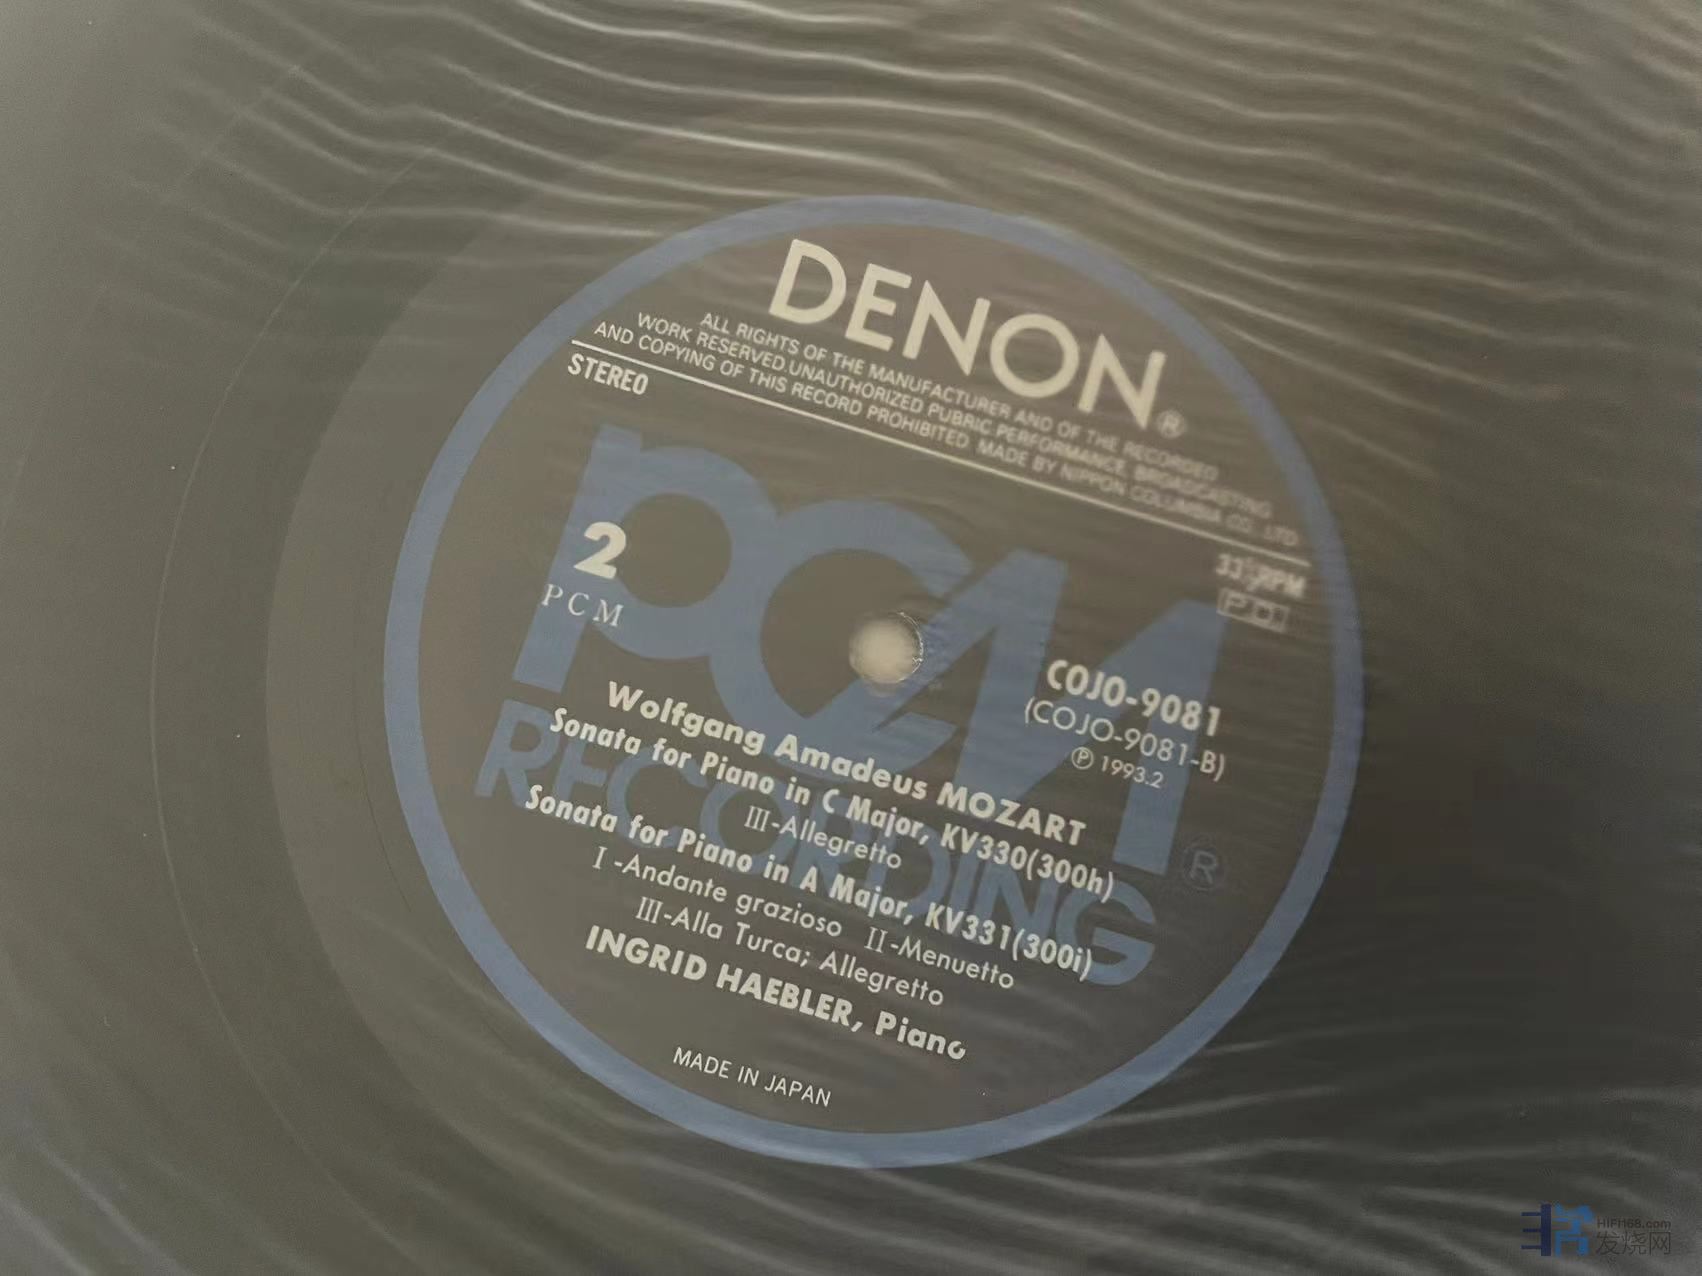 DENON®
ALL RIGHTS OF THE MANUFACTURER AND OF THE RECORDED
WORK RESERVED.UNAUTHORIZED PUBRIC PERFORMANCE BROADCASTING
AND COPYING OF THIS RECORD PROHIBITED. MADE BY NIPPON COLUMBIA CO., LTD
STEREO
33⅓RPM
P.D.
PCM
RECORDING
®
2
PCM
COJO-9081
(COJO-9081-B)
Ⓟ 1993.2
Wolfgang Amadeus MOZART
Sonata for Piano in C Major, KV330(300h)
III-Allegretto
Sonata for Piano in A Major, KV331(300i)
I-Andante grazioso II-Menuetto
III-Alla Turca; Allegretto
INGRID HAEBLER, Piano
MADE IN JAPAN
HIFI168.com
发烧网